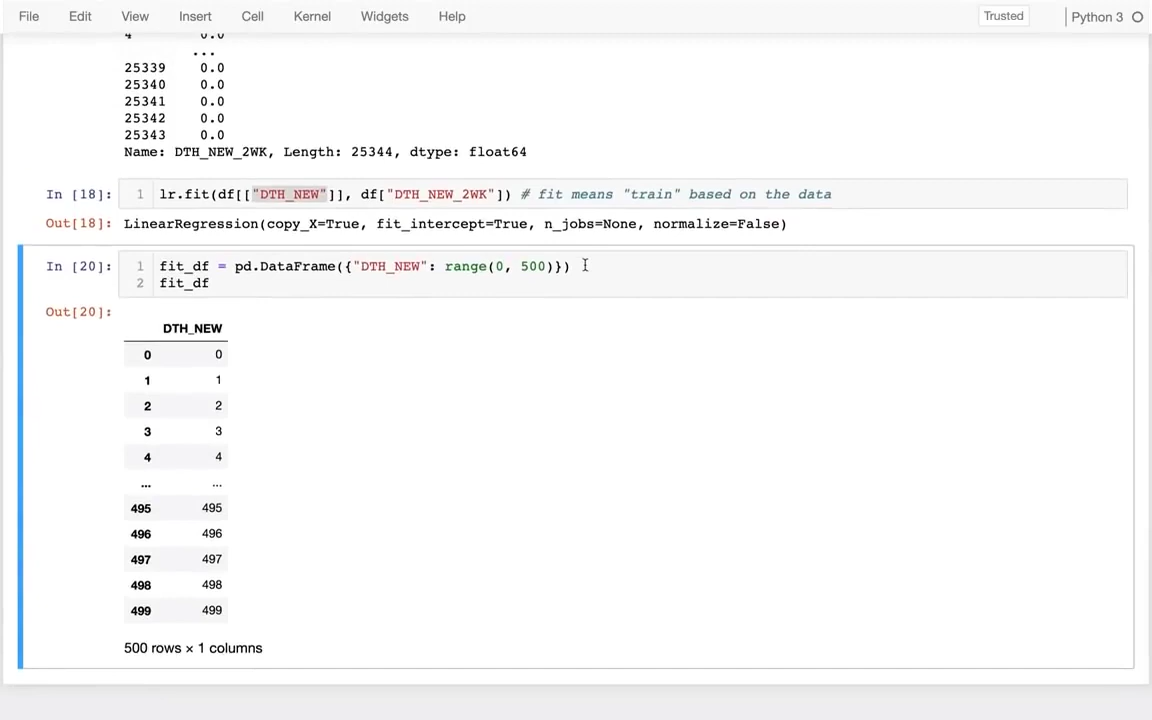 File Edit View Insert Cell Kernel Widgets Help Trusted Python 3
4 0.0
...
25339 0.0
25340 0.0
25341 0.0
25342 0.0
25343 0.0
Name: DTH_NEW_2WK, Length: 25344, dtype: float64
In [18]: 1 lr.fit(df[["DTH_NEW"]], df["DTH_NEW_2WK"]) # fit means "train" based on the data
Out[18]: LinearRegression(copy_X=True, fit_intercept=True, n_jobs=None, normalize=False)
In [20]: 1 fit_df = pd.DataFrame({"DTH_NEW": range(0, 500)})
2 fit_df
Out[20]:
DTH_NEW
0 0
1 1
2 2
3 3
4 4
... ...
495 495
496 496
497 497
498 498
499 499
500 rows × 1 columns